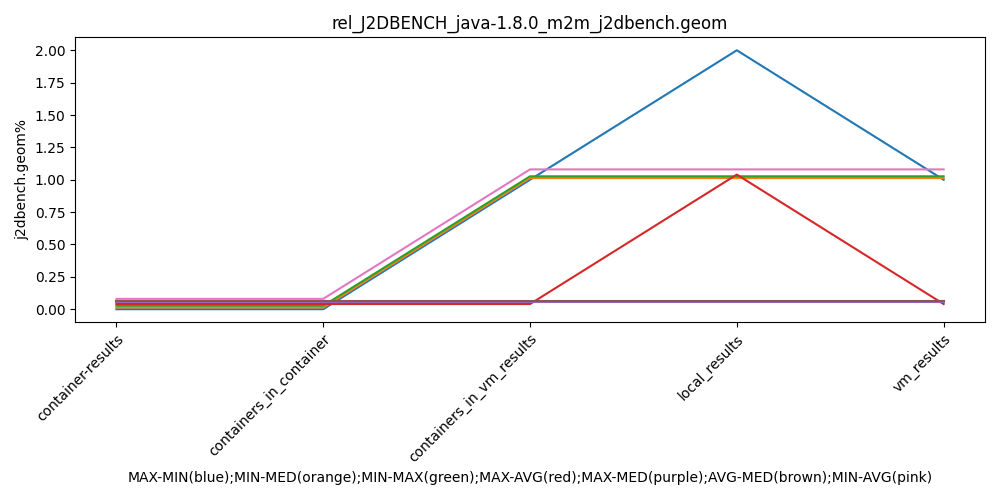 rel_J2DBENCH_java-1.8.0_m2m_j2dbench.geom
j2dbench.geom%
2.00
1.75
1.50
1.25
1.00
0.75
0.50
0.25
0.00
container-results
containers_in_container
containers_in_vm_results
local_results
vm_results
MAX-MIN(blue);MIN-MED(orange);MIN-MAX(green);MAX-AVG(red);MAX-MED(purple);AVG-MED(brown);MIN-AVG(pink)